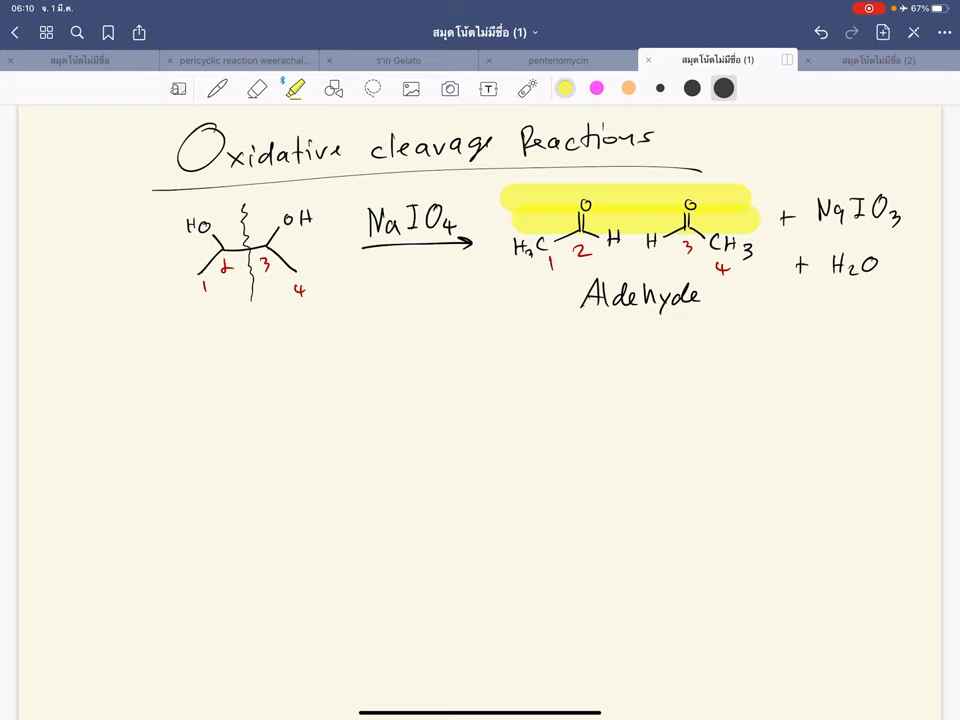 06:10 จ. 1 มี.ค.
67%
สมุดโน้ตไม่มีชื่อ (1)
สมุดโน้ตไม่มีชื่อ
pericyclic reaction weerachai...
ราก Gelato
pentenomycin
สมุดโน้ตไม่มีชื่อ (1)
สมุดโน้ตไม่มีชื่อ (2)
Oxidative cleavage Reactions
HO OH
1 2 3 4
NaIO4
O O
H3C H H CH3
1 2 3 4
+ NaIO3
+ H2O
Aldehyde